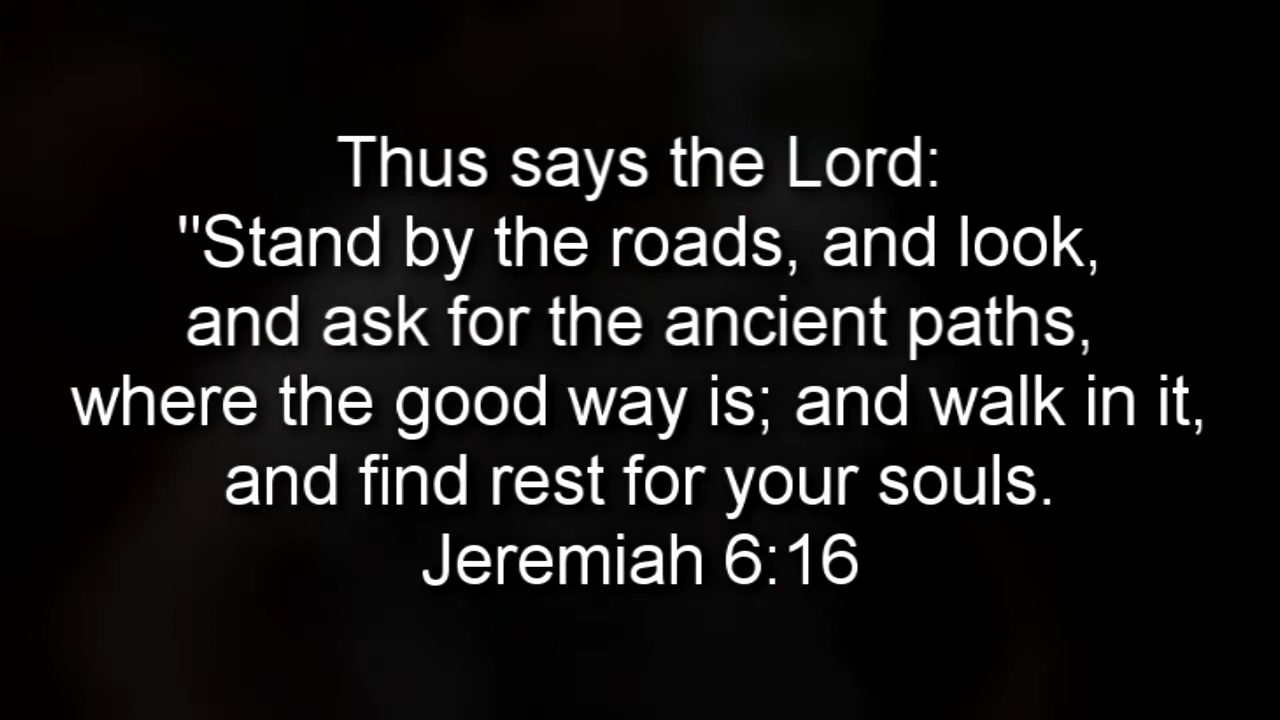 Thus says the Lord:
"Stand by the roads, and look,
and ask for the ancient paths,
where the good way is; and walk in it,
and find rest for your souls.
Jeremiah 6:16